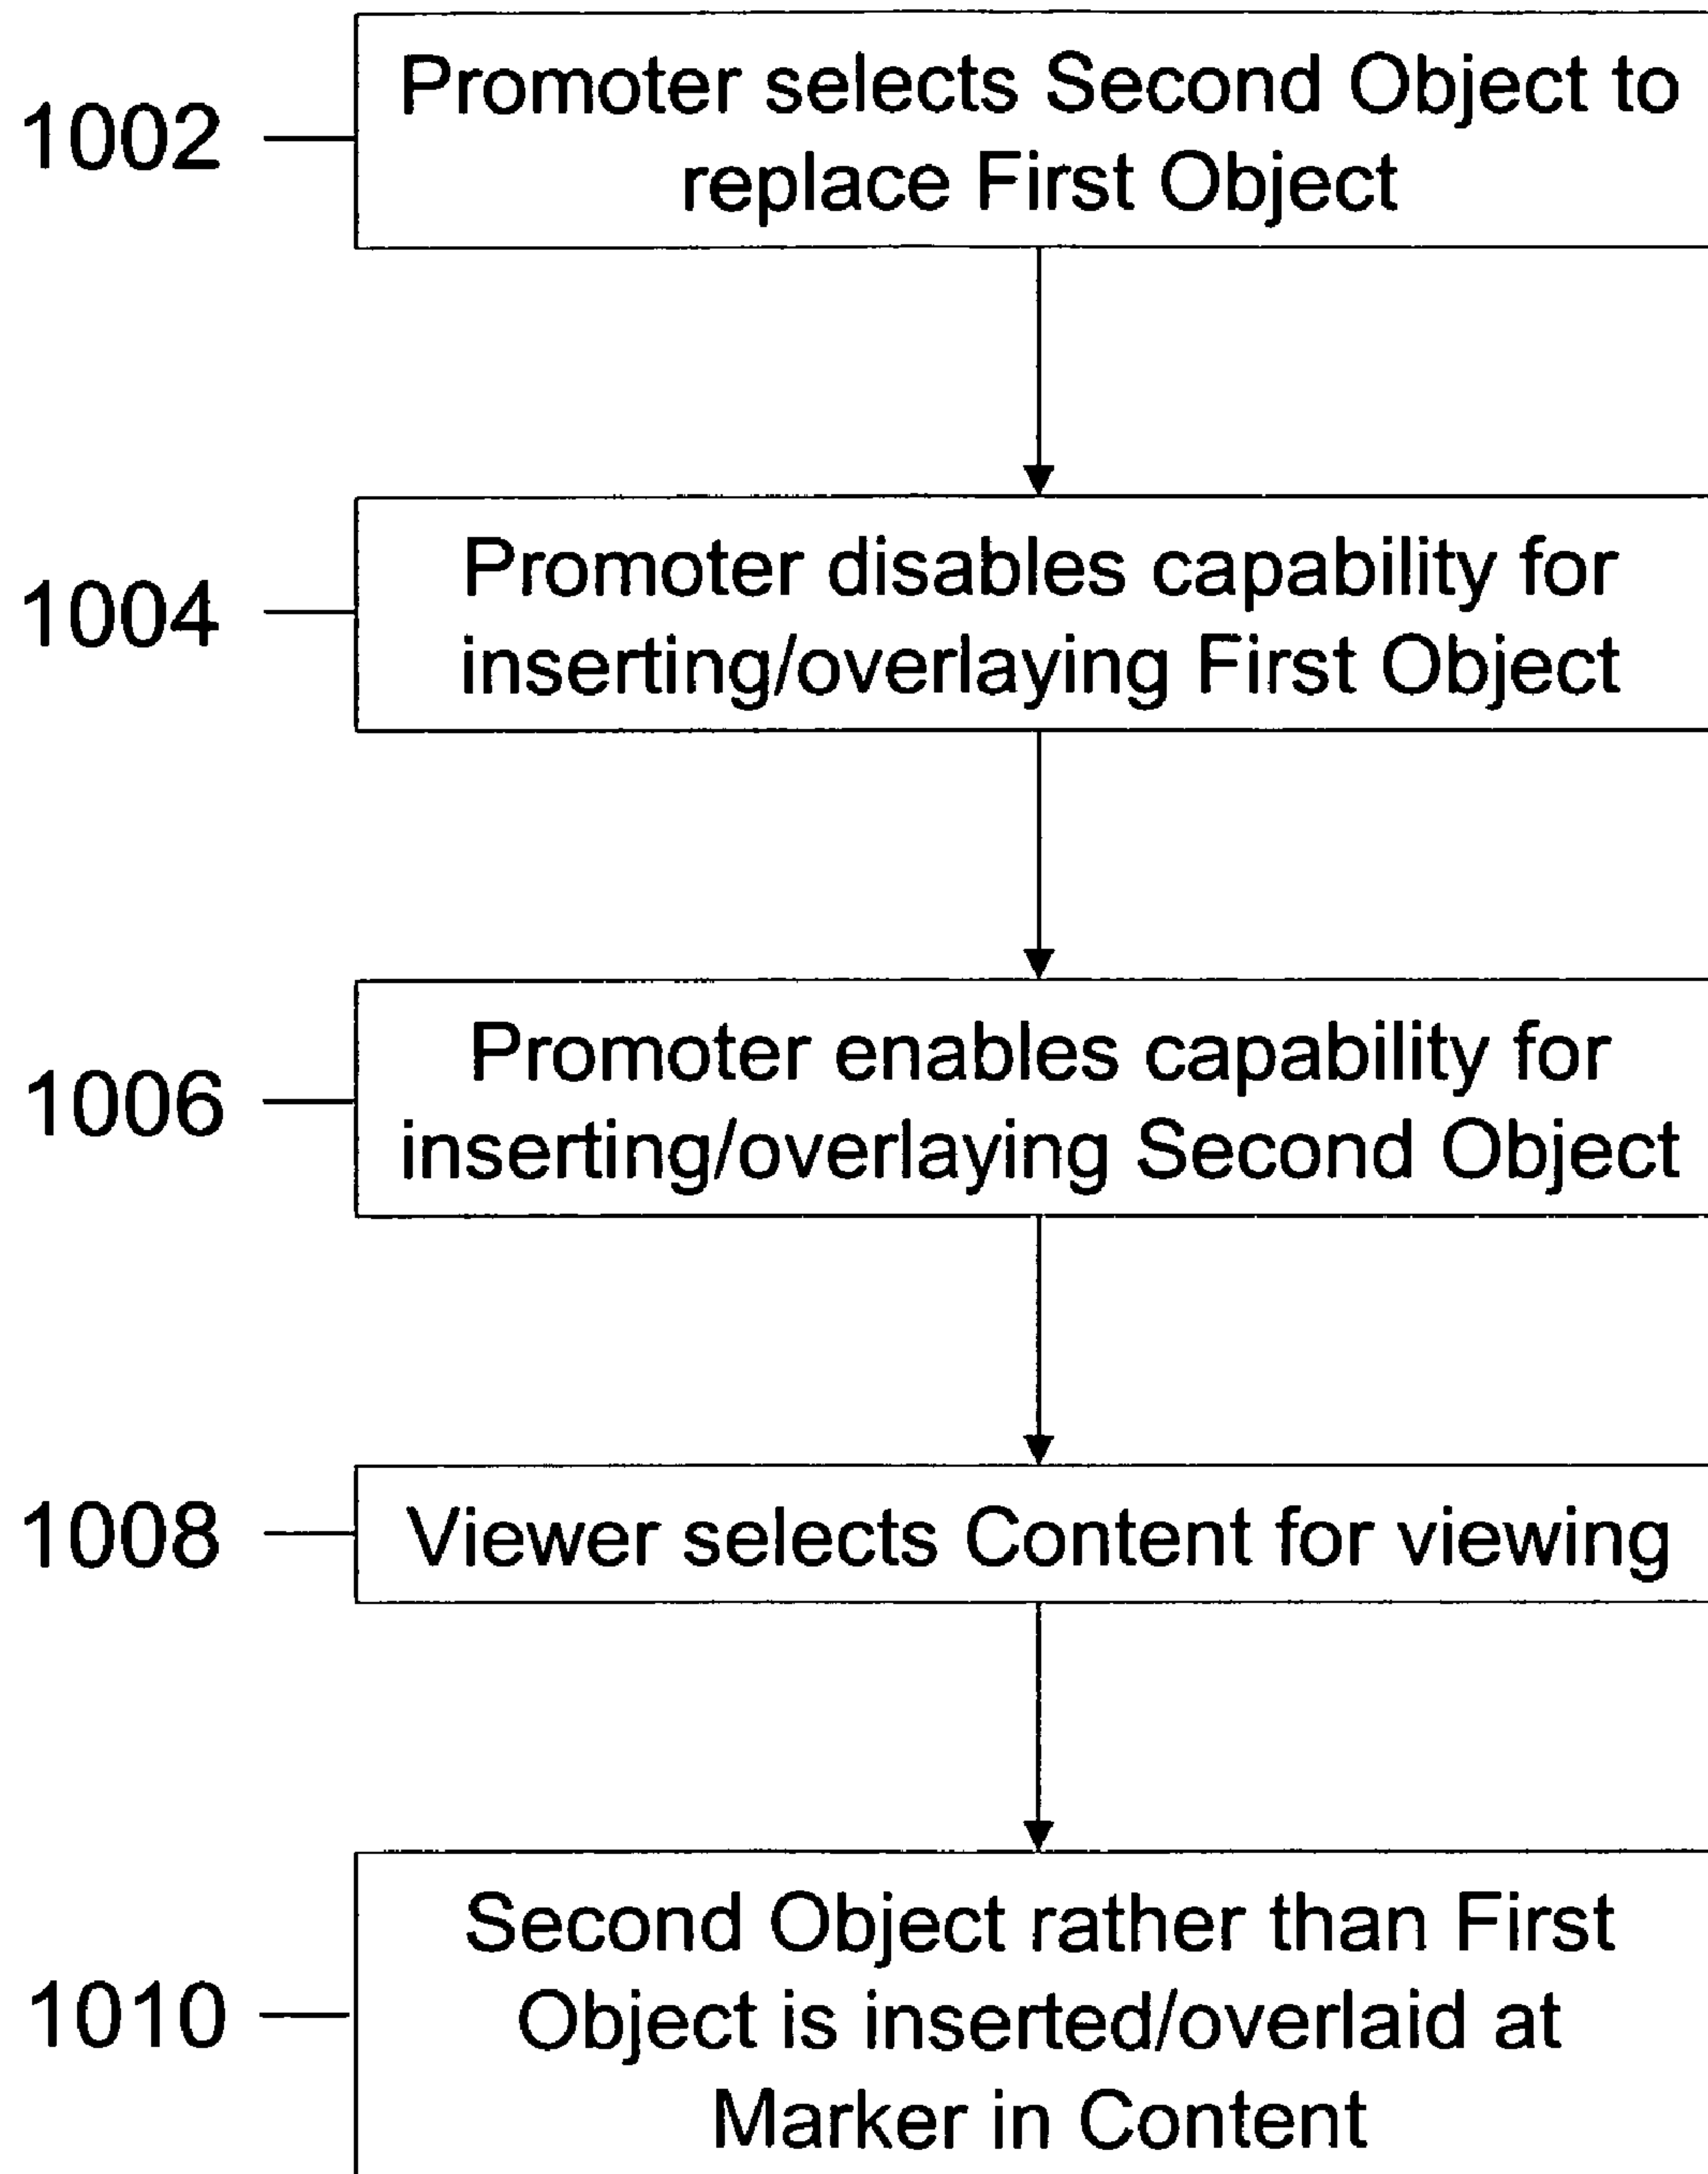 1002
Promoter selects Second Object to
replace First Object
1004
Promoter disables capability for
inserting/overlaying First Object
1006
Promoter enables capability for
inserting/overlaying Second Object
1008
Viewer selects Content for viewing
1010
Second Object rather than First
Object is inserted/overlaid at
Marker in Content